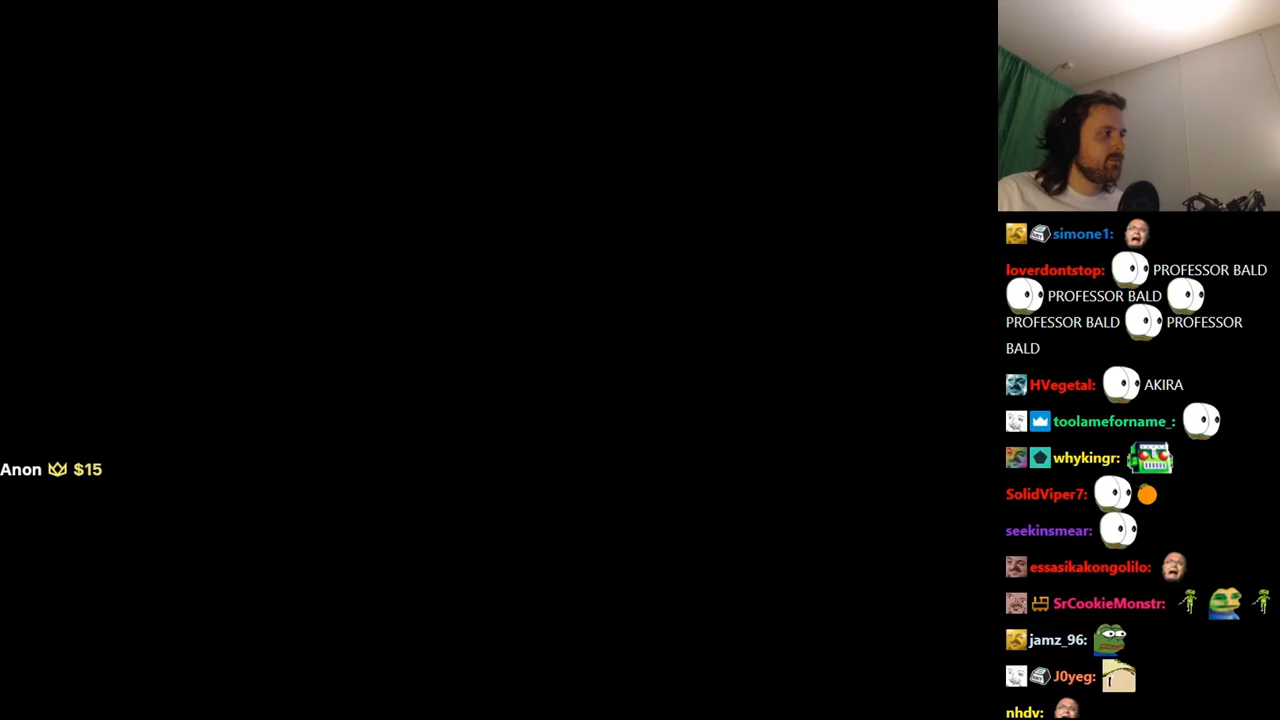 simone1:
loverdontstop: PROFESSOR BALD
PROFESSOR BALD
PROFESSOR BALD PROFESSOR
BALD
HVegetal: AKIRA
toolameforname_:
whykingr:
Anon $15
SolidViper7:
seekinsmear:
essasikakongolilo:
SrCookieMonstr:
jamz_96:
J0yeg:
nhdv: